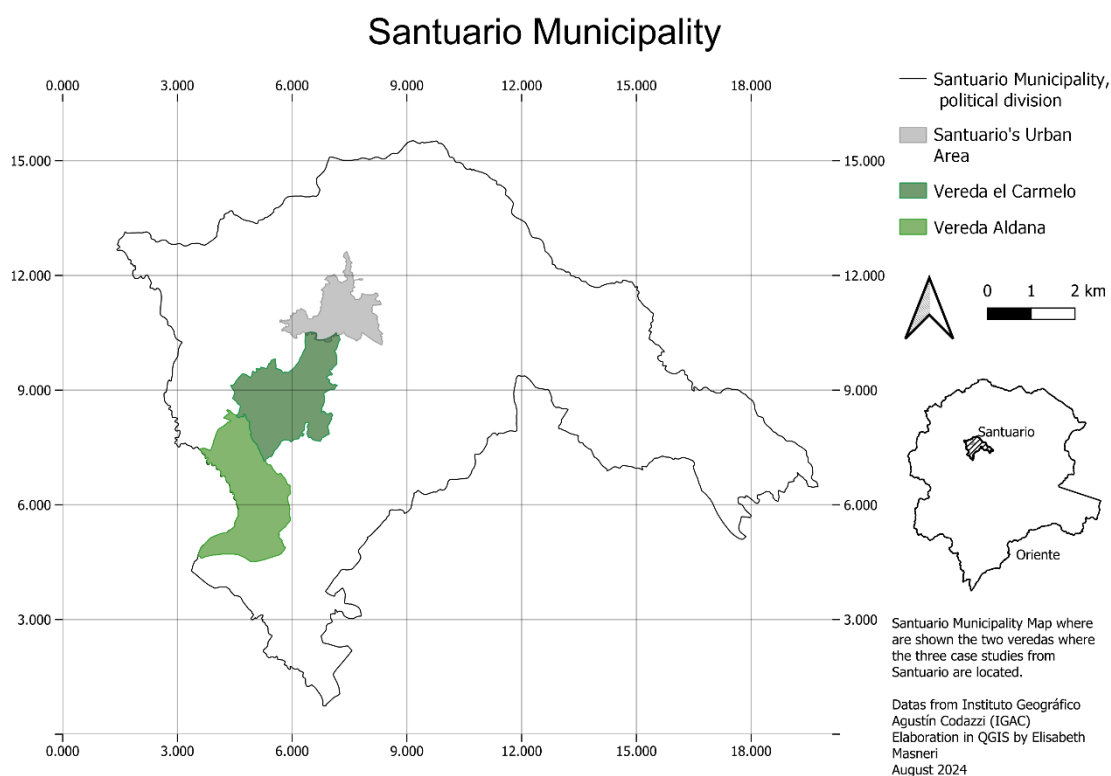 Santuario Municipality
0.000 3.000 6.000 9.000 12.000 15.000 18.000
15.000 15.000
12.000 12.000
9.000 9.000
6.000 6.000
3.000 3.000
0.000 3.000 6.000 9.000 12.000 15.000 18.000
Santuario Municipality,
political division
Santuario's Urban
Area
Vereda el Carmelo
Vereda Aldana
0 1 2 km
Santuario
Oriente
Santuario Municipality Map where
are shown the two veredas where
the three case studies from
Santuario are located.
Datas from Instituto Geográfico
Agustín Codazzi (IGAC)
Elaboration in QGIS by Elisabeth
Masneri
August 2024